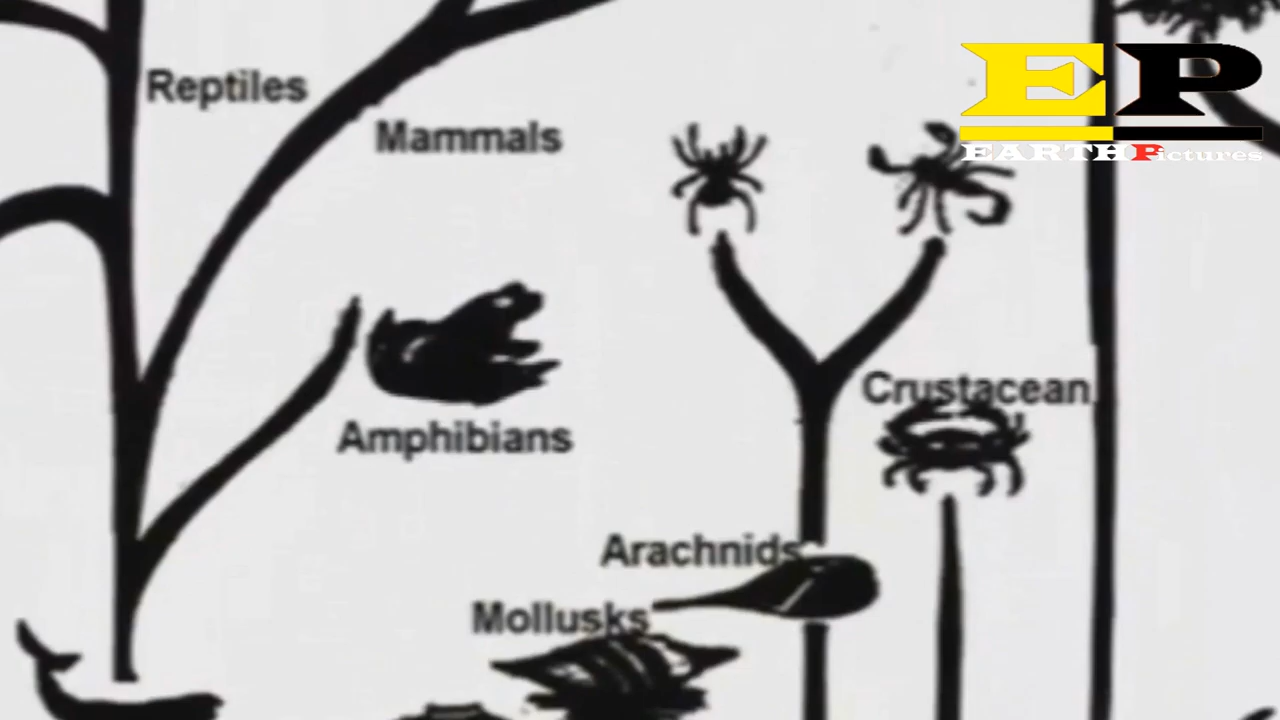 Reptiles
Mammals
EP
EARTHPictures
Crustacean
Amphibians
Arachnids
Mollusks